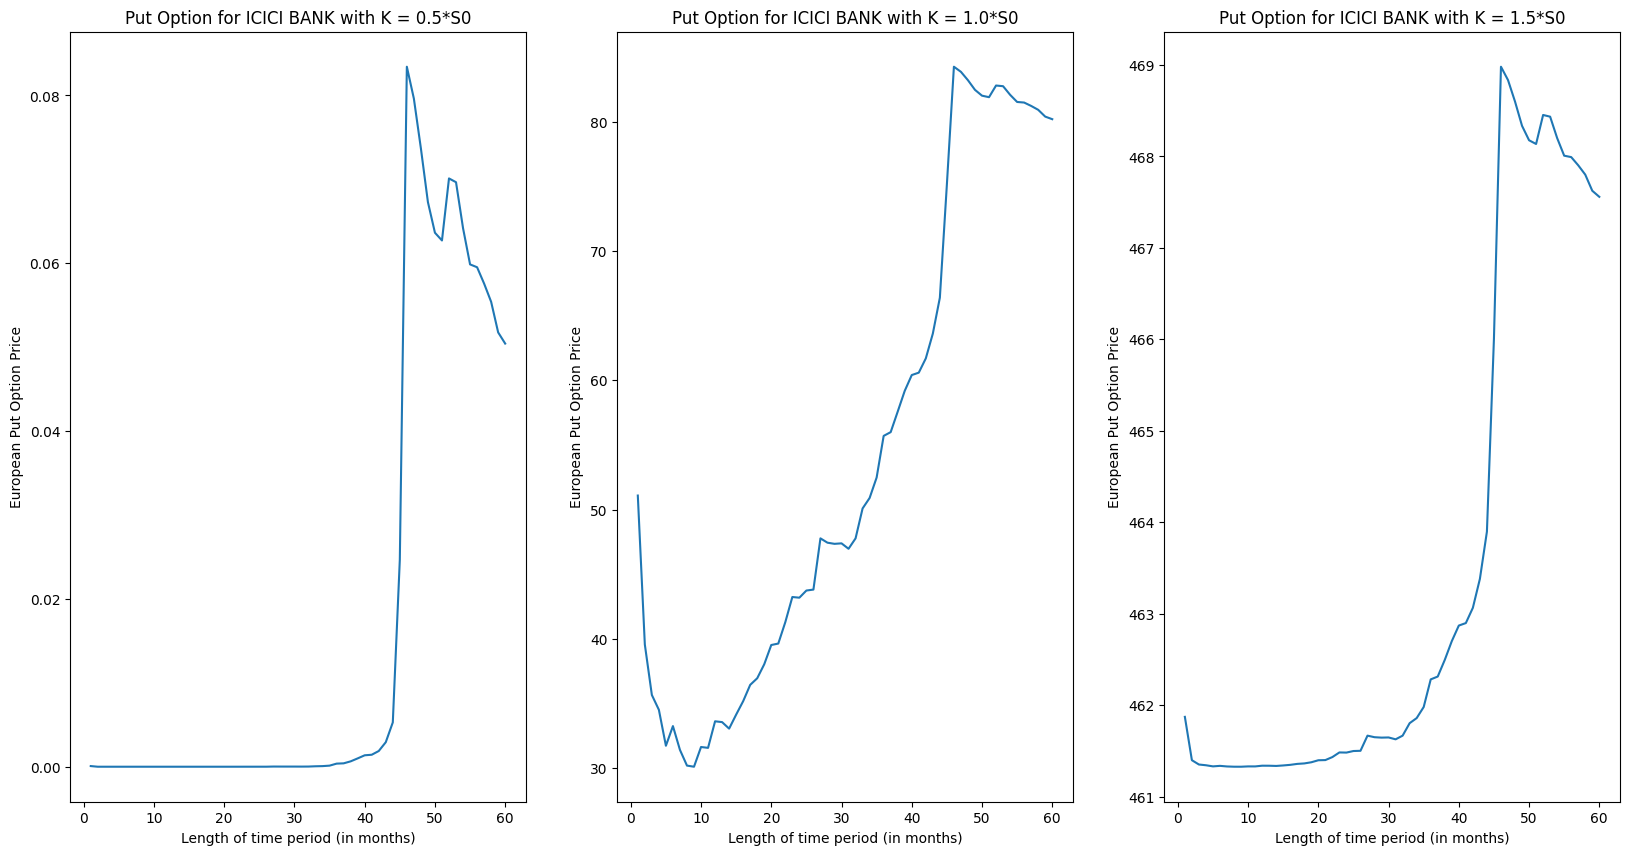 Put Option for ICICI BANK with K = 0.5*S0
European Put Option Price
0.08
0.06
0.04
0.02
0.00
0 10 20 30 40 50 60
Length of time period (in months)
Put Option for ICICI BANK with K = 1.0*S0
European Put Option Price
80
70
60
50
40
30
0 10 20 30 40 50 60
Length of time period (in months)
Put Option for ICICI BANK with K = 1.5*S0
European Put Option Price
469
468
467
466
465
464
463
462
461
0 10 20 30 40 50 60
Length of time period (in months)